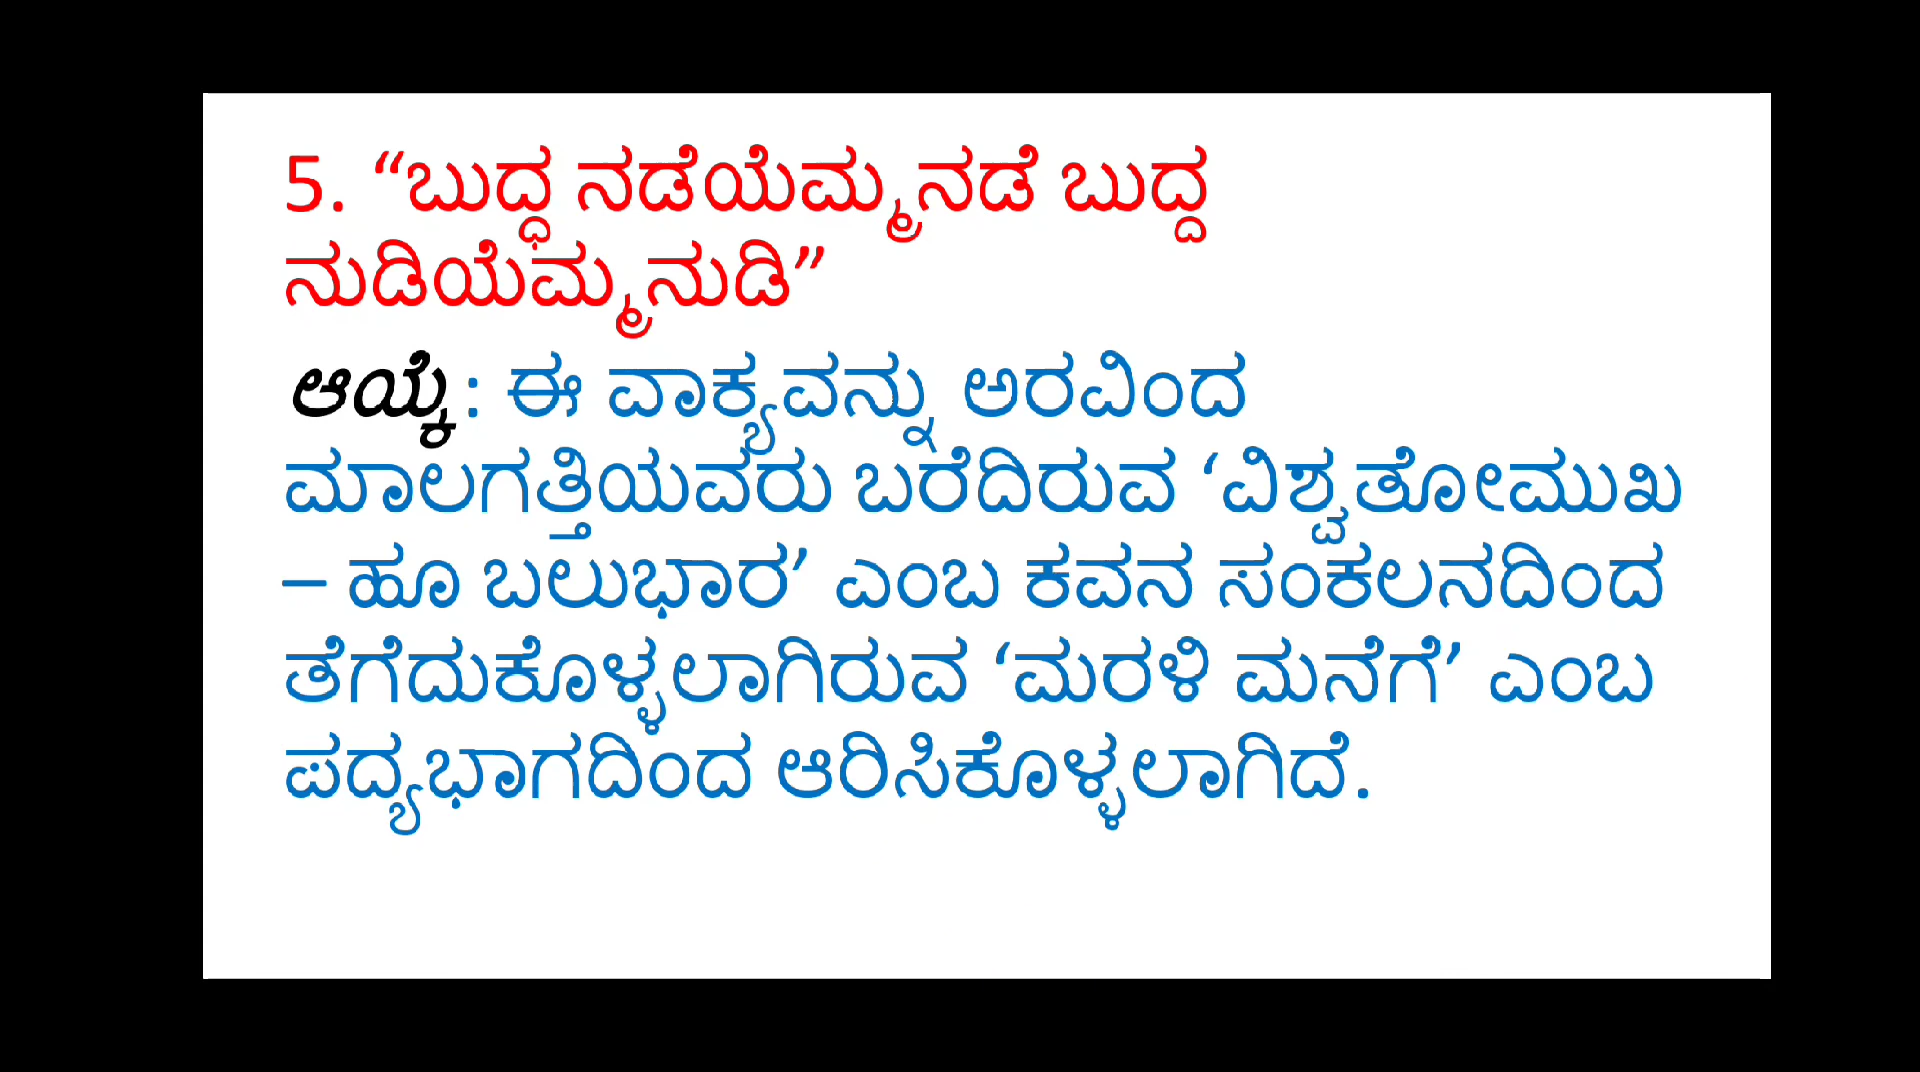 5. “ಬುದ್ಧ ನಡೆಯೆಮ್ಮನಡೆ ಬುದ್ದ
ನುಡಿಯೆಮ್ಮನುಡಿ”
ಆಯ್ಕೆ: ಈ ವಾಕ್ಯವನ್ನು ಅರವಿಂದ
ಮಾಲಗತ್ತಿಯವರು ಬರೆದಿರುವ ‘ವಿಶ್ವತೋಮುಖ
– ಹೂ ಬಲುಭಾರ’ ಎಂಬ ಕವನ ಸಂಕಲನದಿಂದ
ತೆಗೆದುಕೊಳ್ಳಲಾಗಿರುವ ‘ಮರಳಿ ಮನೆಗೆ’ ಎಂಬ
ಪದ್ಯಭಾಗದಿಂದ ಆರಿಸಿಕೊಳ್ಳಲಾಗಿದೆ.